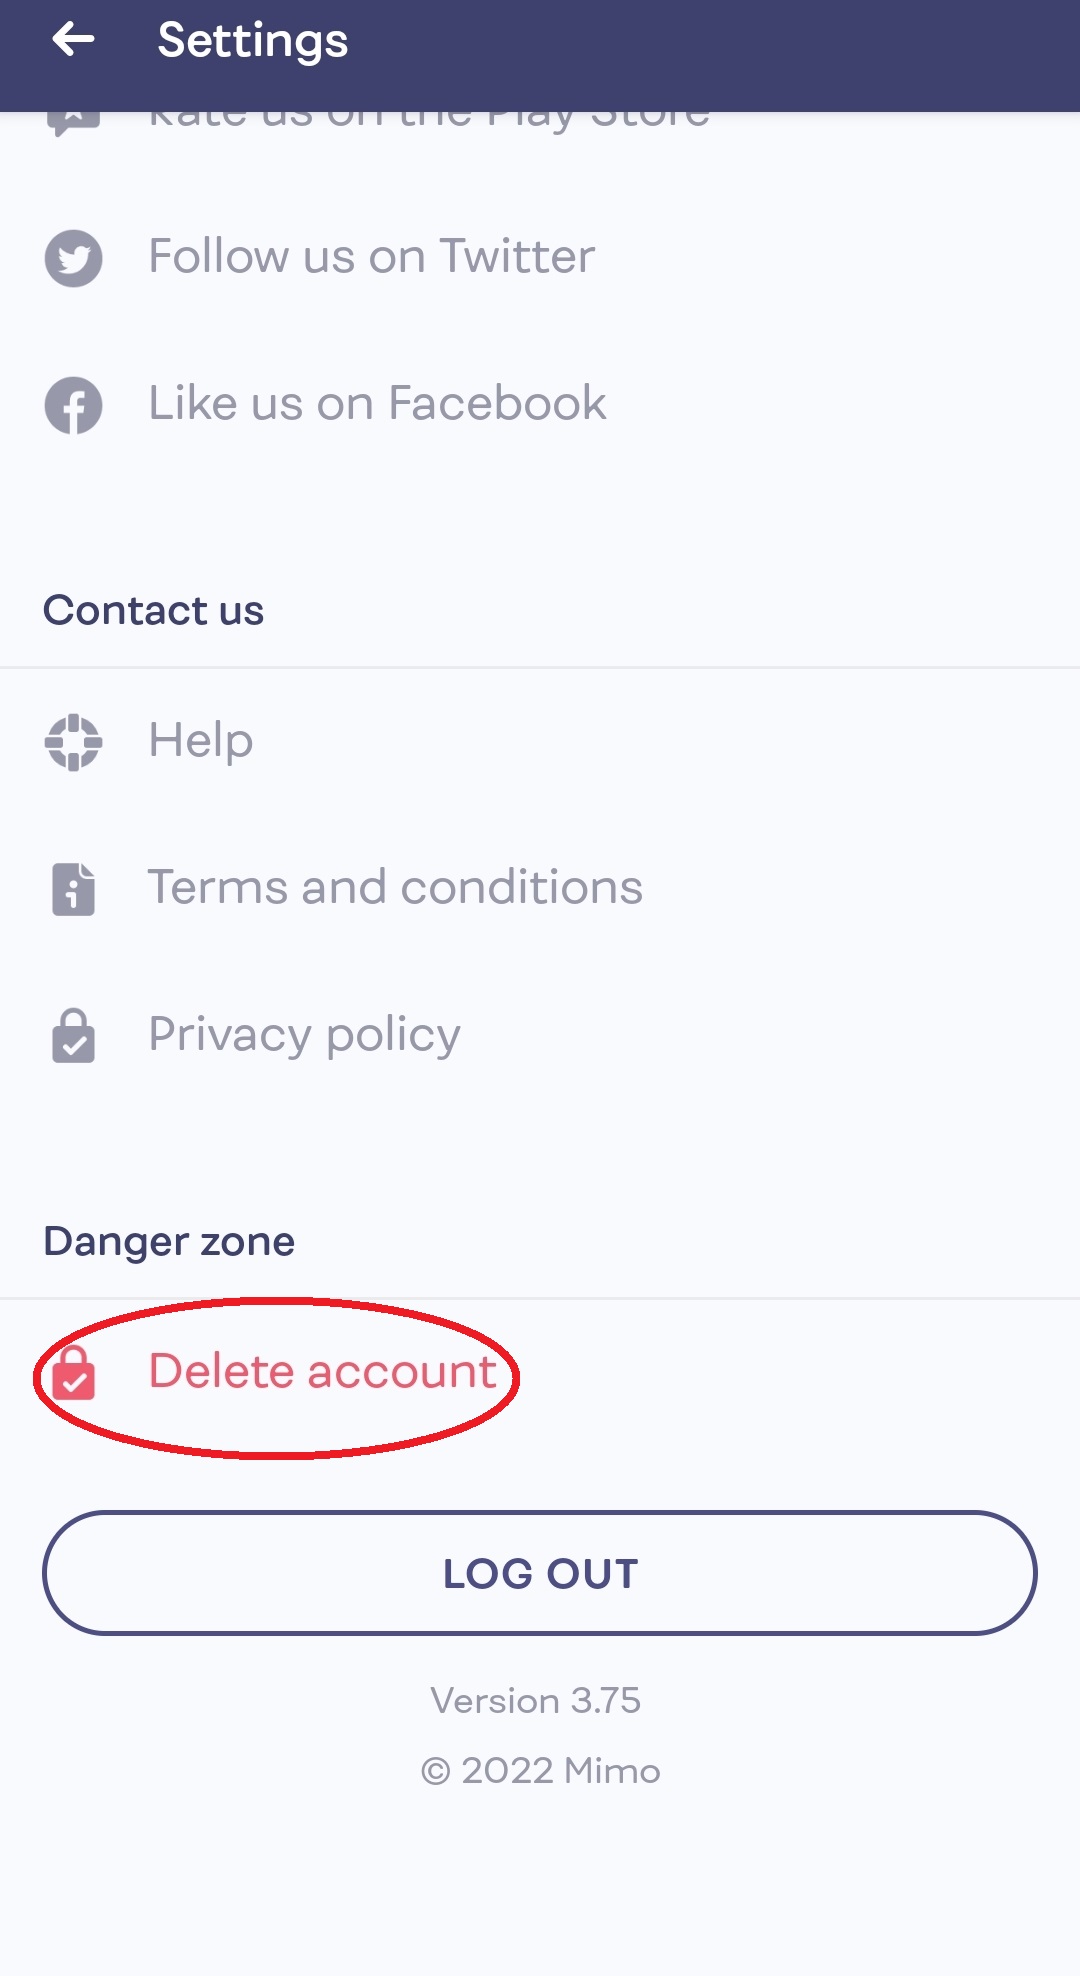 Settings
Rate us on the Play Store
Follow us on Twitter
Like us on Facebook
Contact us
Help
Terms and conditions
Privacy policy
Danger zone
Delete account
LOG OUT
Version 3.75
© 2022 Mimo